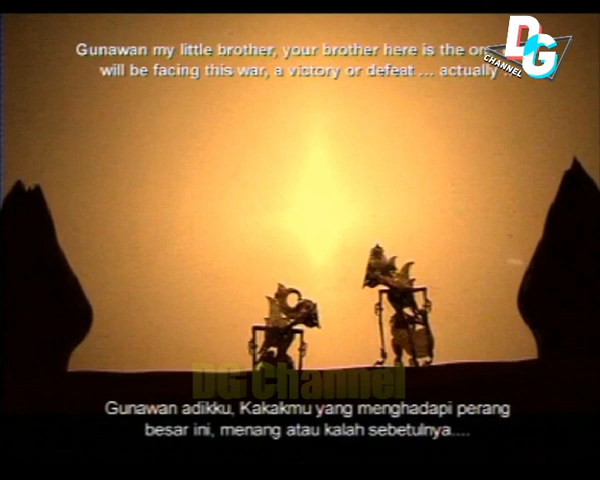 Gunawan my little brother, your brother here is the
will be facing this war, a victory or defeat ... actually
DG
CHANNEL
DG Channel
Gunawan adikku, Kakakmu yang menghadapi perang
besar ini, menang atau kalah sebetulnya....